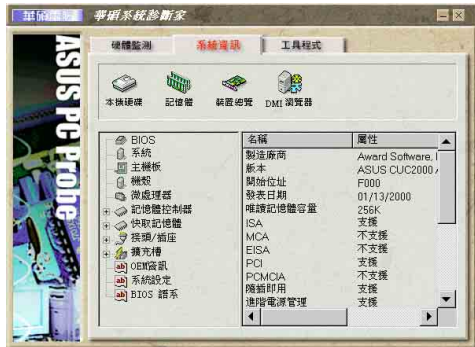 華碩系統診斷家
ASUS PC Probe
硬體監測
系統資訊
工具程式
本機硬碟
記憶體
裝置總覽
DMI 瀏覽器
BIOS
系統
主機板
機殼
微處理器
記憶體控制器
快取記憶體
接頭/插座
擴充槽
OEM資訊
系統設定
BIOS 語系
名稱 屬性
製造廠商 Award Software, I
版本 ASUS CUC2000
開始位址 F000
發表日期 01/13/2000
唯讀記憶體容量 256K
ISA 支援
MCA 不支援
EISA 不支援
PCI 支援
PCMCIA 不支援
隨插即用 支援
進階電源管理 支援